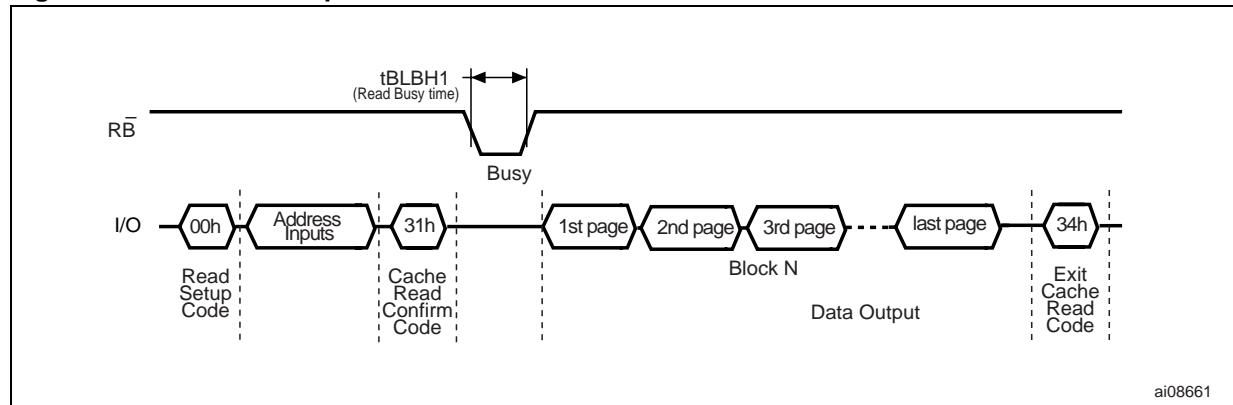 tBLBH1
(Read Busy time)
RB̅
Busy
I/O
00h
Address
Inputs
31h
1st page
2nd page
3rd page
last page
34h
Block N
Read
Setup
Code
Cache
Read
Confirm
Code
Data Output
Exit
Cache
Read
Code
ai08661